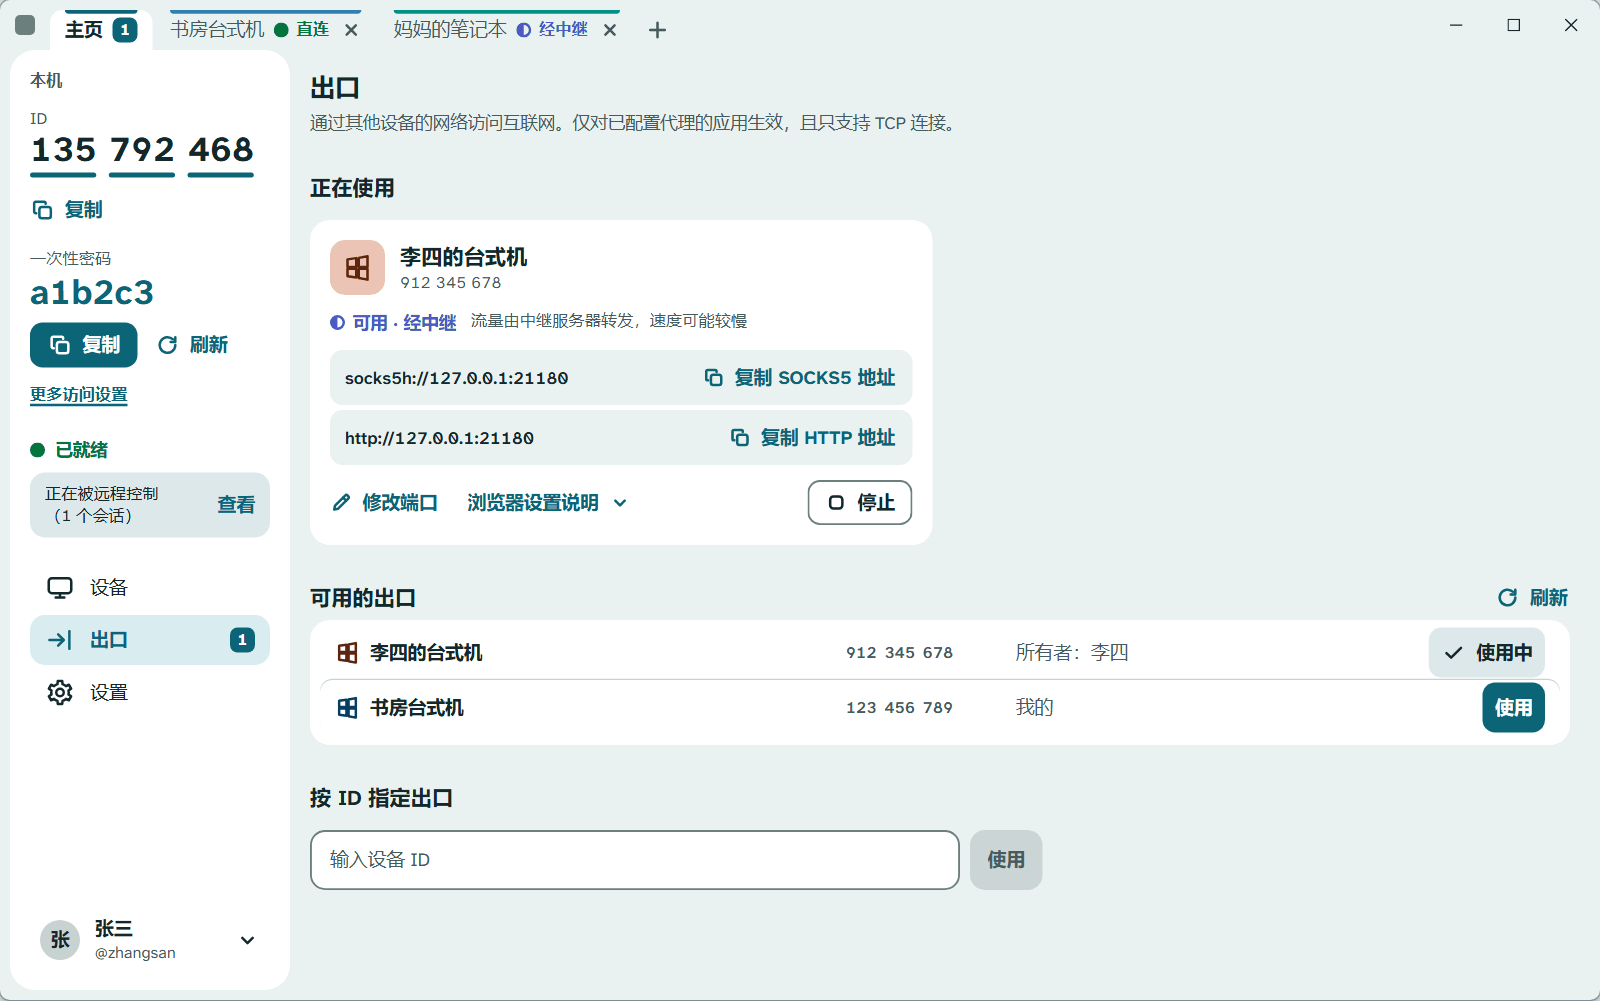 主页 1 书房台式机 直连 妈妈的笔记本 经中继
本机
ID
135 792 468
复制
一次性密码
a1b2c3
复制 刷新
更多访问设置
已就绪
正在被远程控制
（1 个会话）
查看
设备
出口 1
设置
张 张三
@zhangsan
出口
通过其他设备的网络访问互联网。仅对已配置代理的应用生效，且只支持 TCP 连接。
正在使用
李四的台式机
912 345 678
可用 · 经中继 流量由中继服务器转发，速度可能较慢
socks5h://127.0.0.1:21180 复制 SOCKS5 地址
http://127.0.0.1:21180 复制 HTTP 地址
修改端口 浏览器设置说明 停止
可用的出口 刷新
李四的台式机 912 345 678 所有者：李四 使用中
书房台式机 123 456 789 我的 使用
按 ID 指定出口
输入设备 ID 使用